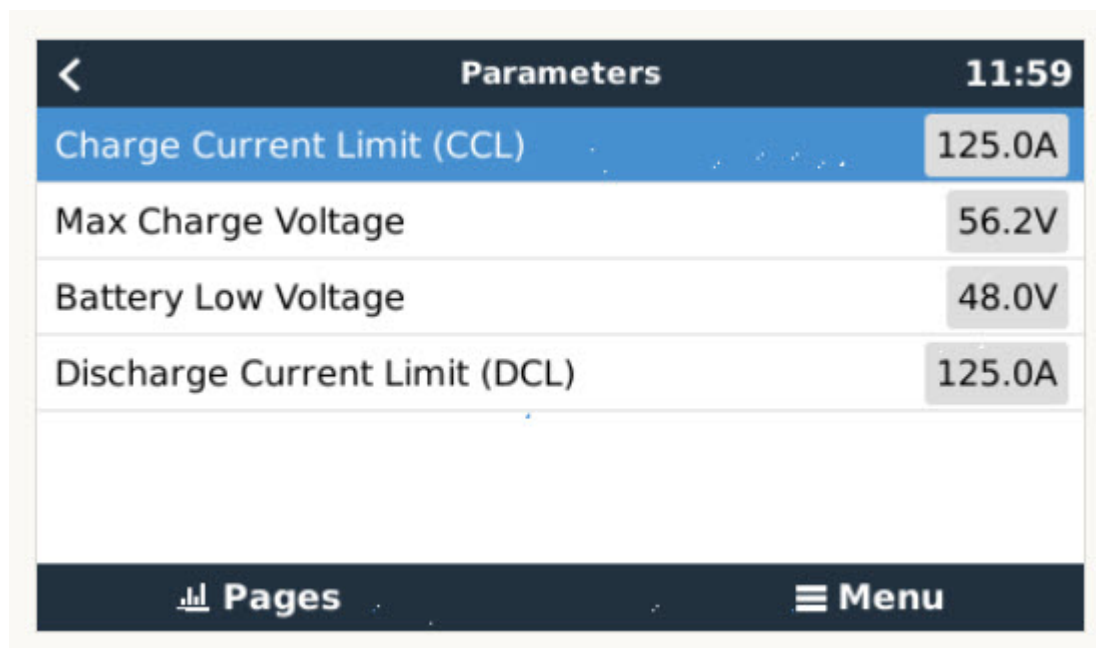 Parameters 11:59
Charge Current Limit (CCL) 125.0A
Max Charge Voltage 56.2V
Battery Low Voltage 48.0V
Discharge Current Limit (DCL) 125.0A
Pages Menu